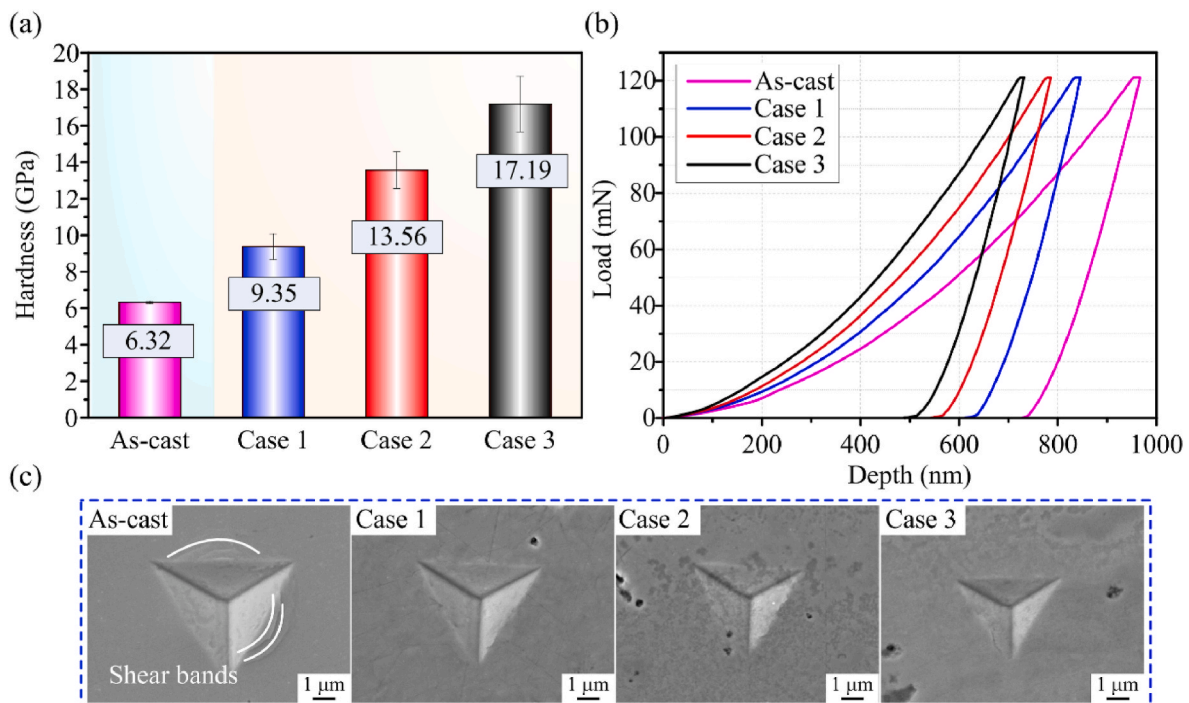 (a)
Hardness (GPa)
20
18
16
14
12
10
8
6
4
2
0
6.32
9.35
13.56
17.19
As-cast
Case 1
Case 2
Case 3
(b)
Load (mN)
120
100
80
60
40
20
0
As-cast
Case 1
Case 2
Case 3
0
200
400
600
800
1000
Depth (nm)
(c)
As-cast
Shear bands
1 μm
Case 1
1 μm
Case 2
1 μm
Case 3
1 μm